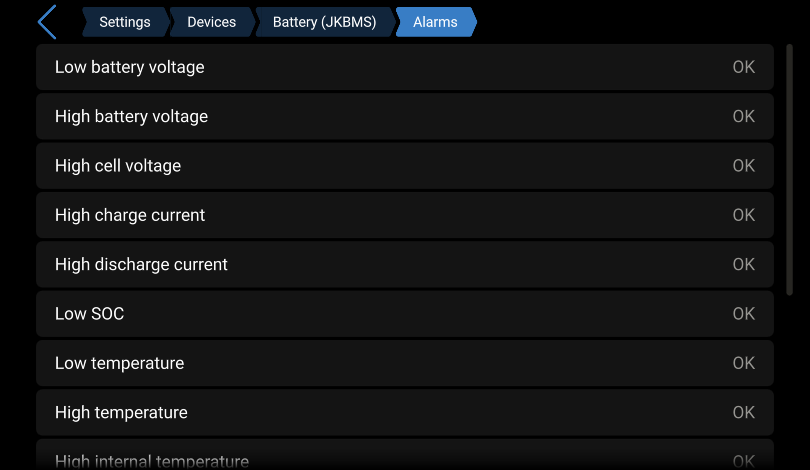 Settings Devices Battery (JKBMS) Alarms
Low battery voltage OK
High battery voltage OK
High cell voltage OK
High charge current OK
High discharge current OK
Low SOC OK
Low temperature OK
High temperature OK
High internal temperature OK